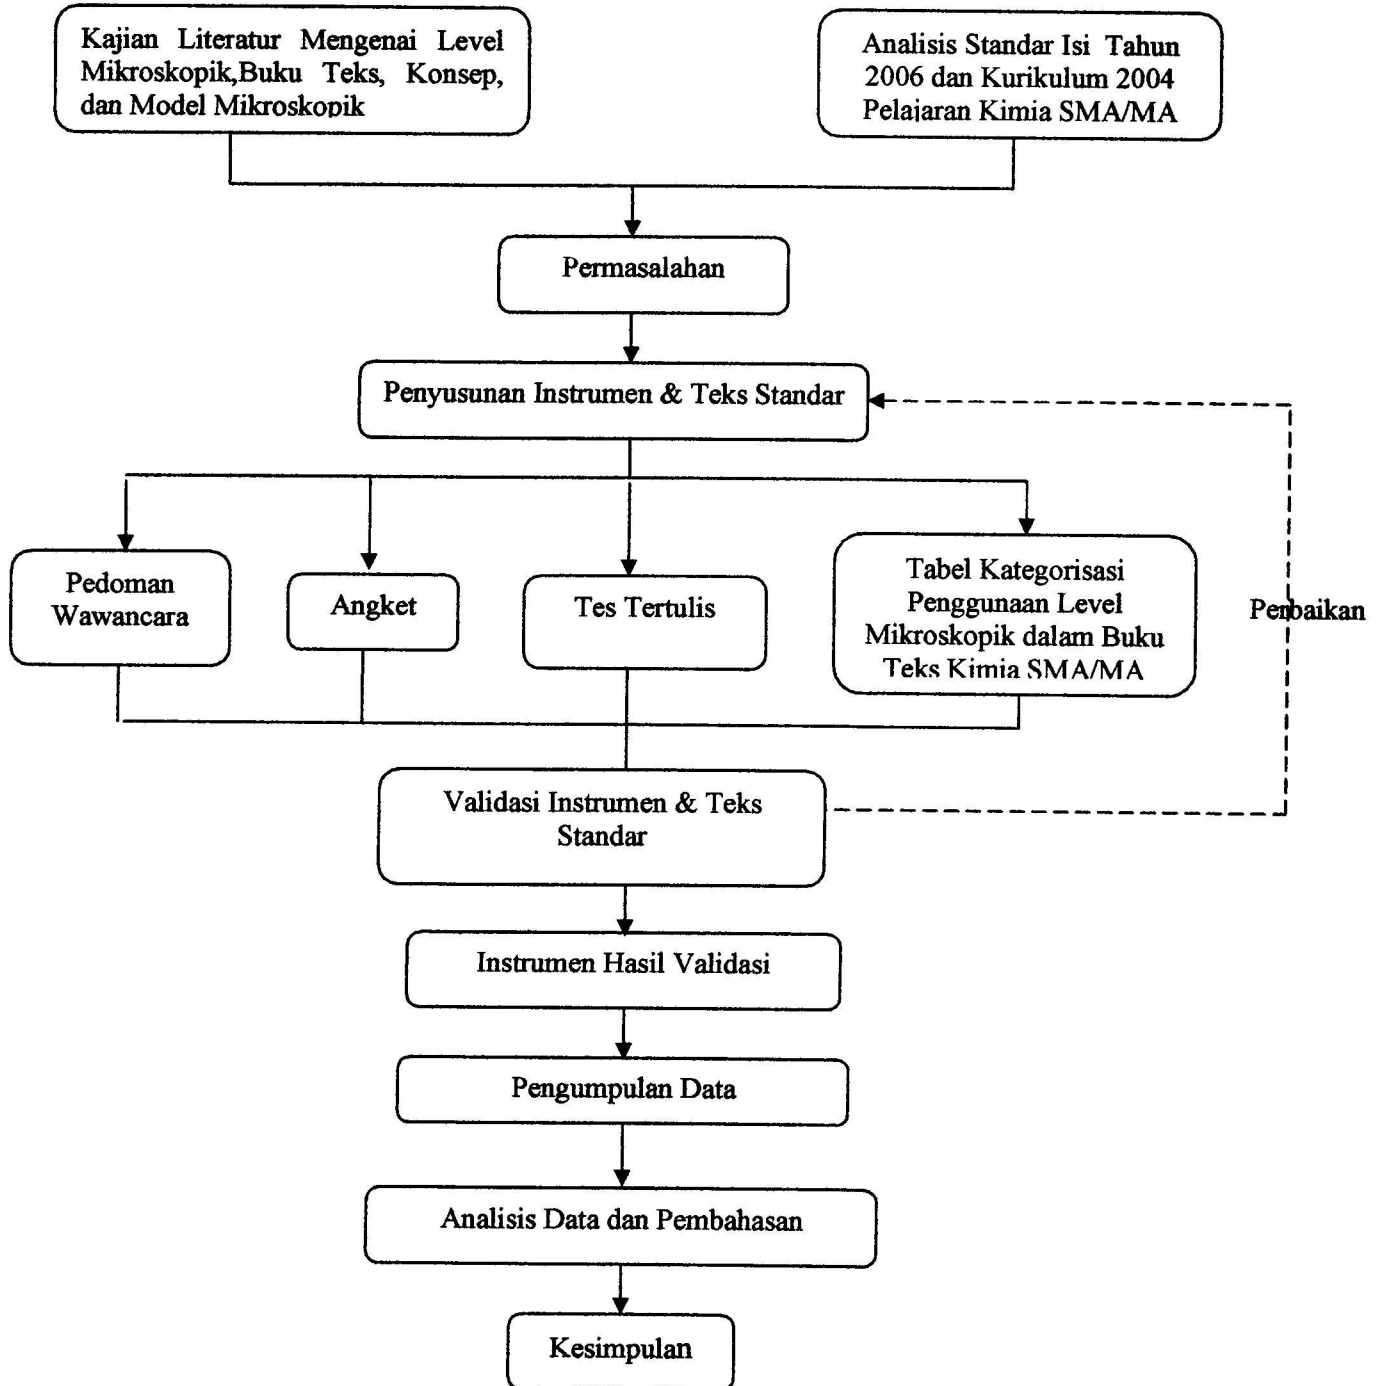 Kajian Literatur Mengenai Level
Mikroskopik,Buku Teks, Konsep,
dan Model Mikroskopik
Analisis Standar Isi Tahun
2006 dan Kurikulum 2004
Pelajaran Kimia SMA/MA
Permasalahan
Penyusunan Instrumen & Teks Standar
Pedoman
Wawancara
Angket
Tes Tertulis
Tabel Kategorisasi
Penggunaan Level
Mikroskopik dalam Buku
Teks Kimia SMA/MA
Perbaikan
Validasi Instrumen & Teks
Standar
Instrumen Hasil Validasi
Pengumpulan Data
Analisis Data dan Pembahasan
Kesimpulan